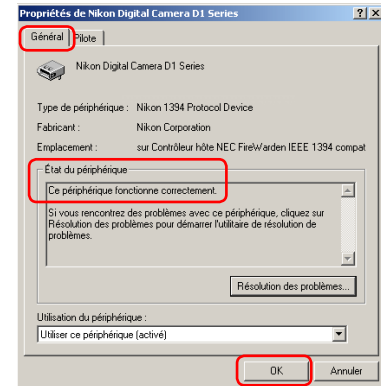 Propriétés de Nikon Digital Camera D1 Series
Général Pilote
Nikon Digital Camera D1 Series
Type de périphérique : Nikon 1394 Protocol Device
Fabricant : Nikon Corporation
Emplacement : sur Contrôleur hôte NEC FireWarden IEEE 1394 compat
État du périphérique
Ce périphérique fonctionne correctement.
Si vous rencontrez des problèmes avec ce périphérique, cliquez sur
Résolution des problèmes pour démarrer l'utilitaire de résolution de
problèmes.
Résolution des problèmes...
Utilisation du périphérique :
Utiliser ce périphérique (activé)
OK Annuler